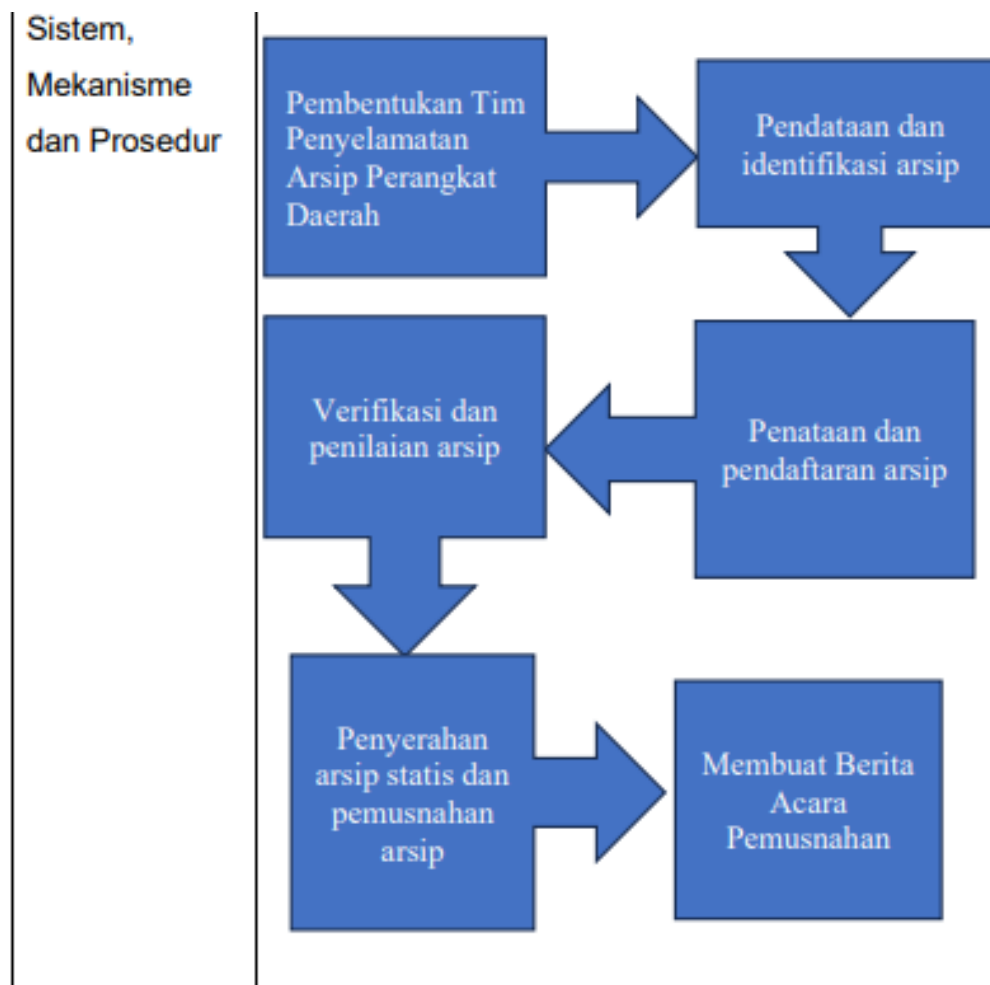 Sistem,
Mekanisme
dan Prosedur
Pembentukan Tim
Penyelamatan
Arsip Perangkat
Daerah
Pendataan dan
identifikasi arsip
Penataan dan
pendaftaran arsip
Verifikasi dan
penilaian arsip
Penyerahan
arsip statis dan
pemusnahan
arsip
Membuat Berita
Acara
Pemusnahan